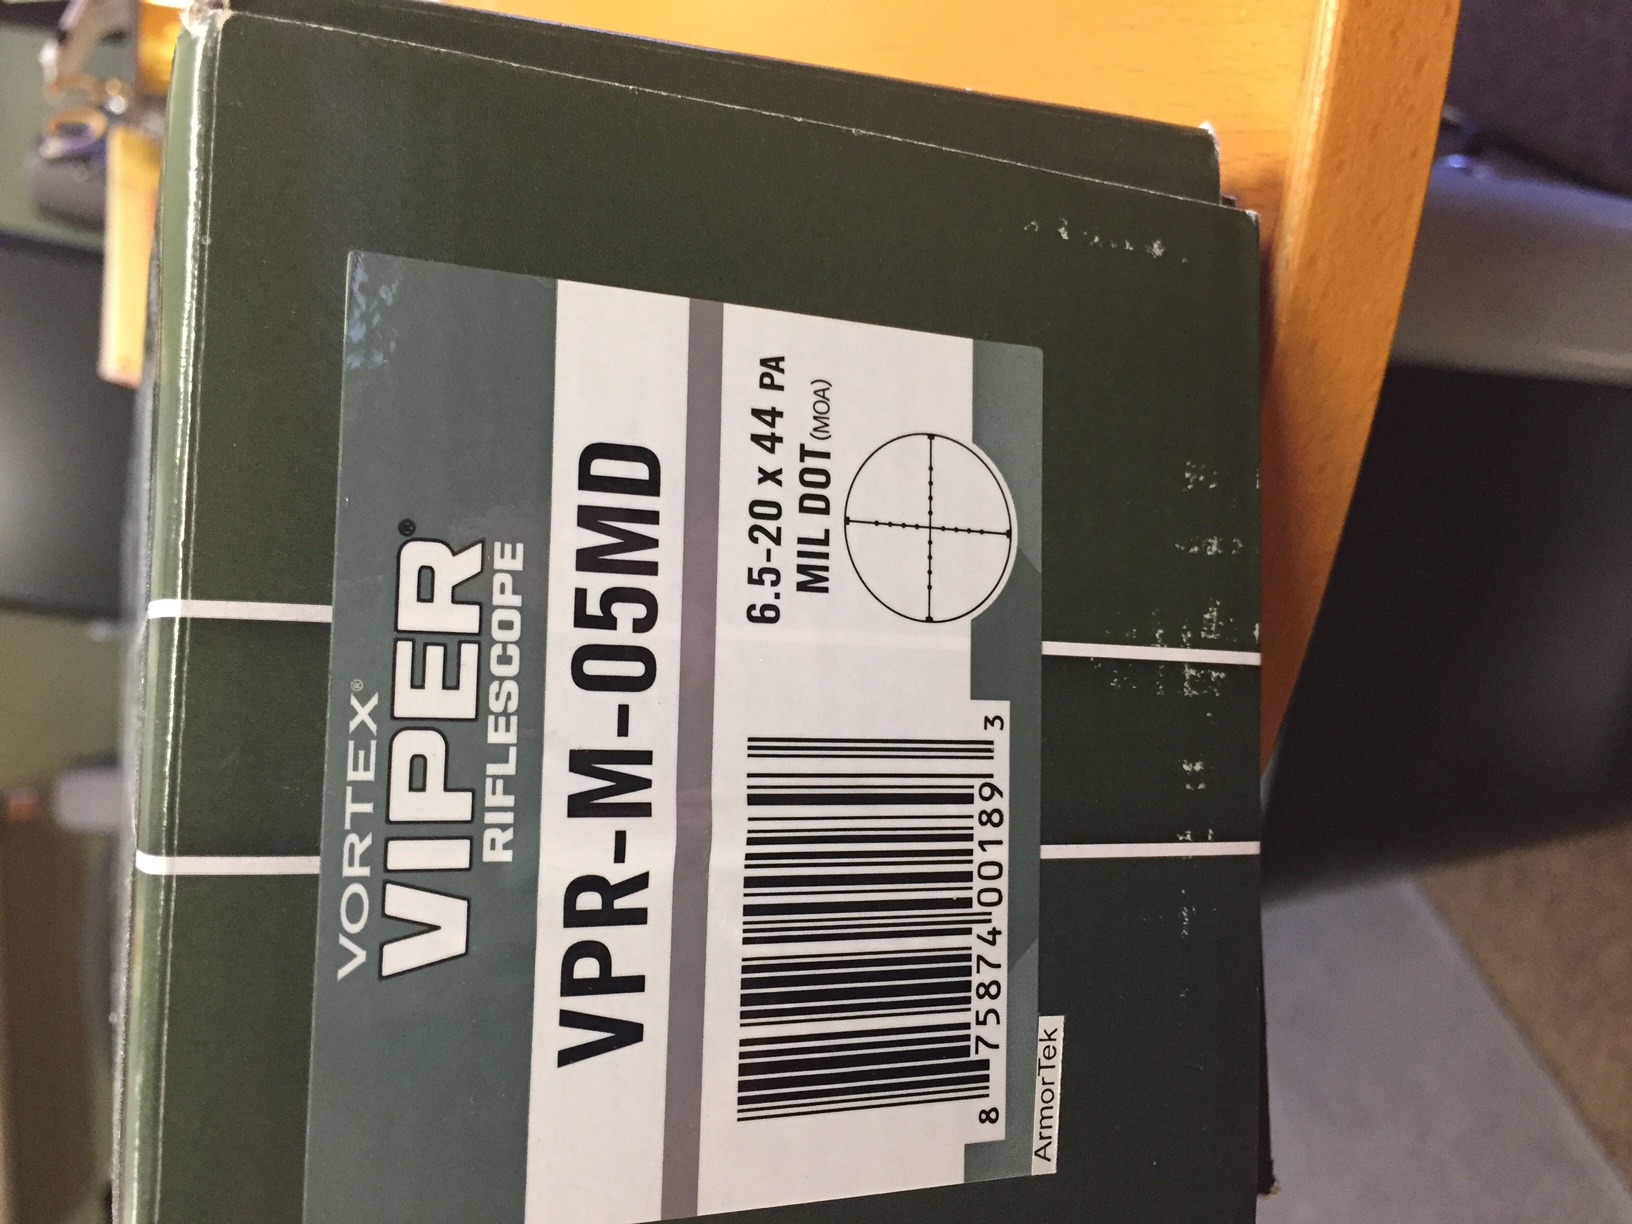 VORTEX®
VIPER®
RIFLESCOPE
VPR-M-05MD
6.5-20 x 44 PA
MIL DOT (MOA)
8 75874 00189 3
ArmorTek